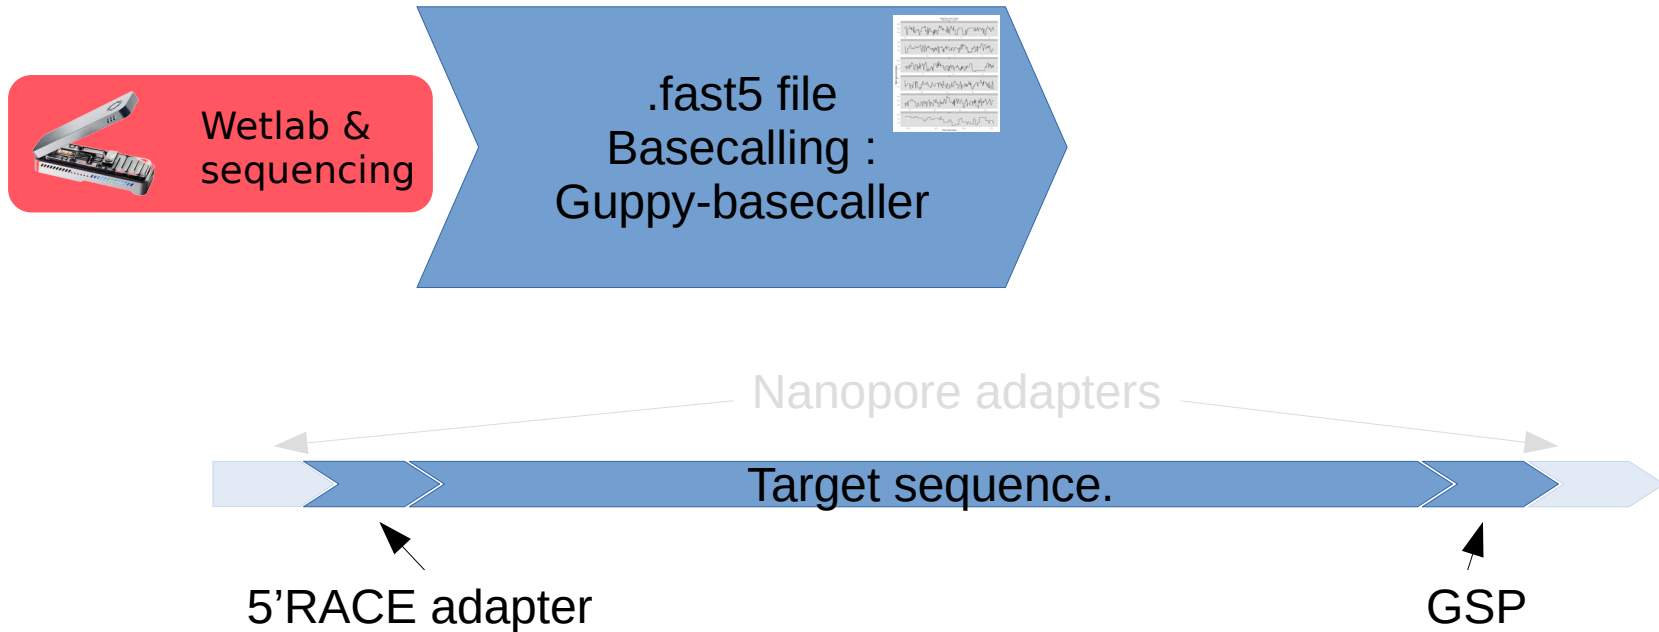 Wetlab &
sequencing
.fast5 file
Basecalling :
Guppy-basecaller
Nanopore adapters
Target sequence.
5’RACE adapter
GSP